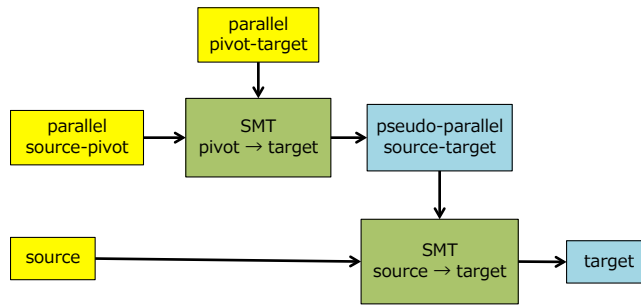 parallel
pivot-target
parallel
source-pivot
SMT
pivot → target
pseudo-parallel
source-target
source
SMT
source → target
target